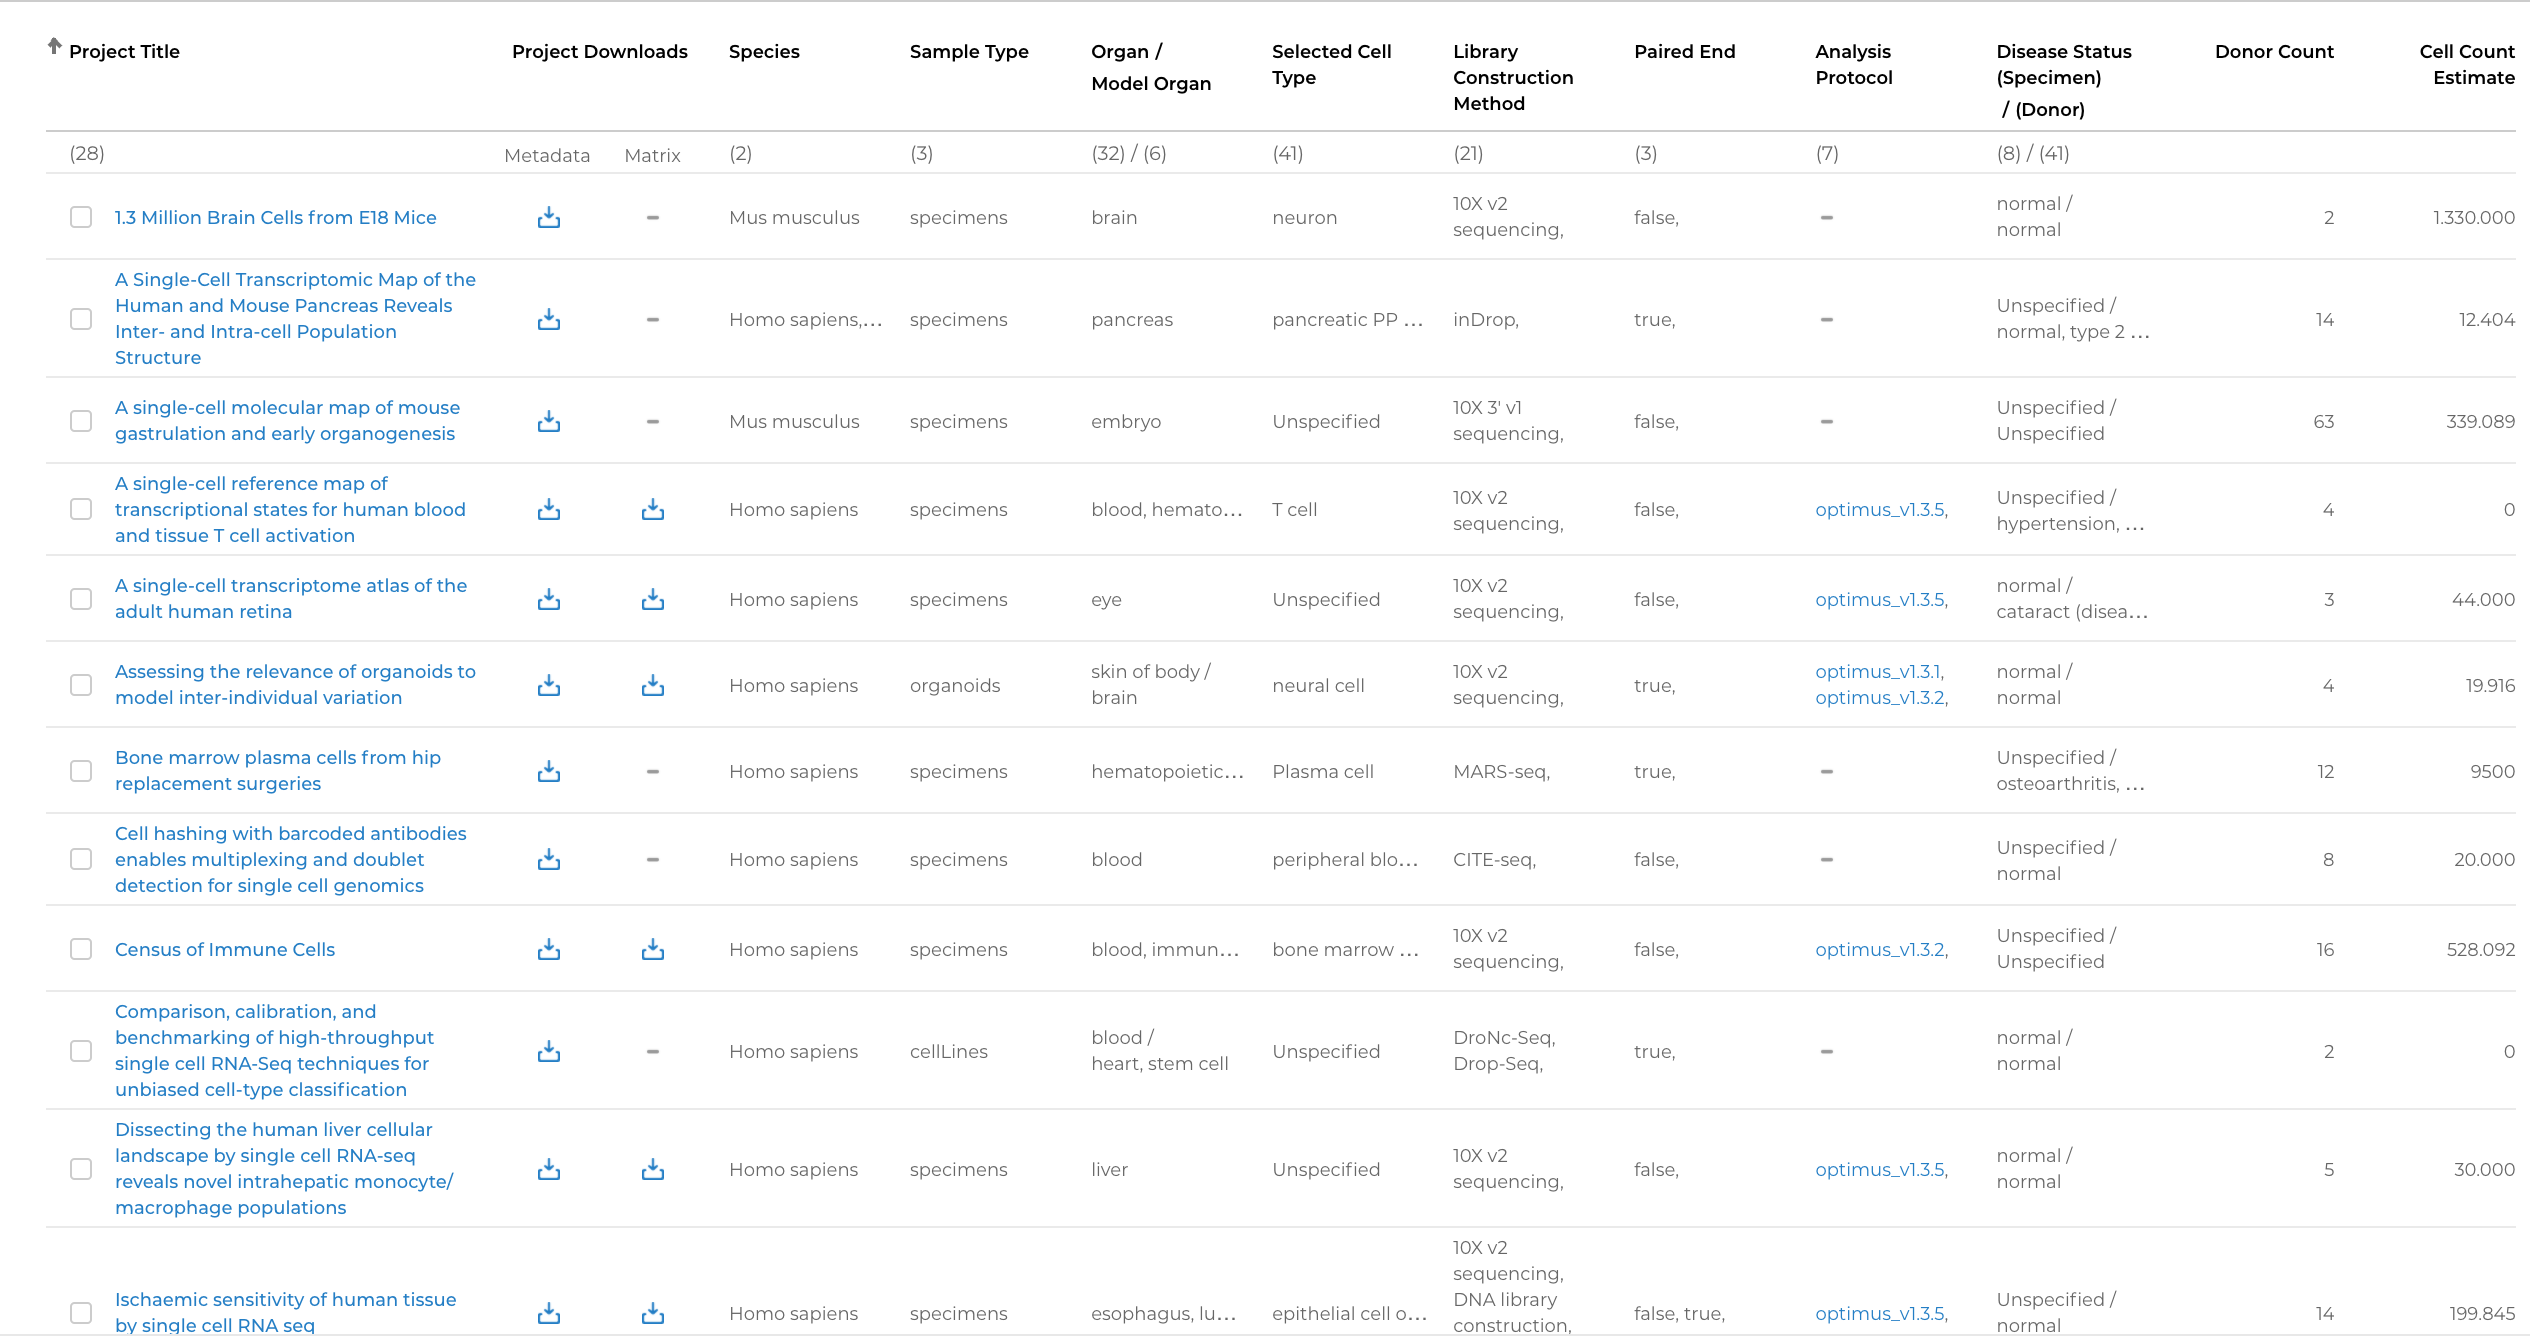 Project Title Project Downloads Species Sample Type Organ / Model Organ Selected Cell Type Library Construction Method Paired End Analysis Protocol Disease Status (Specimen) / (Donor) Donor Count Cell Count Estimate
(28) Metadata Matrix (2) (3) (32) / (6) (41) (21) (3) (7) (8) / (41)
1.3 Million Brain Cells from E18 Mice – Mus musculus specimens brain neuron 10X v2 sequencing, false, – normal / normal 2 1.330.000
A Single-Cell Transcriptomic Map of the Human and Mouse Pancreas Reveals Inter- and Intra-cell Population Structure – Homo sapiens,... specimens pancreas pancreatic PP ... inDrop, true, – Unspecified / normal, type 2 ... 14 12.404
A single-cell molecular map of mouse gastrulation and early organogenesis – Mus musculus specimens embryo Unspecified 10X 3' v1 sequencing, false, – Unspecified / Unspecified 63 339.089
A single-cell reference map of transcriptional states for human blood and tissue T cell activation Homo sapiens specimens blood, hemato... T cell 10X v2 sequencing, false, optimus_v1.3.5, Unspecified / hypertension, ... 4 0
A single-cell transcriptome atlas of the adult human retina Homo sapiens specimens eye Unspecified 10X v2 sequencing, false, optimus_v1.3.5, normal / cataract (disea... 3 44.000
Assessing the relevance of organoids to model inter-individual variation Homo sapiens organoids skin of body / brain neural cell 10X v2 sequencing, true, optimus_v1.3.1, optimus_v1.3.2, normal / normal 4 19.916
Bone marrow plasma cells from hip replacement surgeries – Homo sapiens specimens hematopoietic... Plasma cell MARS-seq, true, – Unspecified / osteoarthritis, ... 12 9500
Cell hashing with barcoded antibodies enables multiplexing and doublet detection for single cell genomics – Homo sapiens specimens blood peripheral blo... CITE-seq, false, – Unspecified / normal 8 20.000
Census of Immune Cells Homo sapiens specimens blood, immun... bone marrow ... 10X v2 sequencing, false, optimus_v1.3.2, Unspecified / Unspecified 16 528.092
Comparison, calibration, and benchmarking of high-throughput single cell RNA-Seq techniques for unbiased cell-type classification – Homo sapiens cellLines blood / heart, stem cell Unspecified DroNc-Seq, Drop-Seq, true, – normal / normal 2 0
Dissecting the human liver cellular landscape by single cell RNA-seq reveals novel intrahepatic monocyte/ macrophage populations Homo sapiens specimens liver Unspecified 10X v2 sequencing, false, optimus_v1.3.5, normal / normal 5 30.000
Ischaemic sensitivity of human tissue by single cell RNA seq Homo sapiens specimens esophagus, lu... epithelial cell o... 10X v2 sequencing, DNA library construction, false, true, optimus_v1.3.5, Unspecified / normal 14 199.845